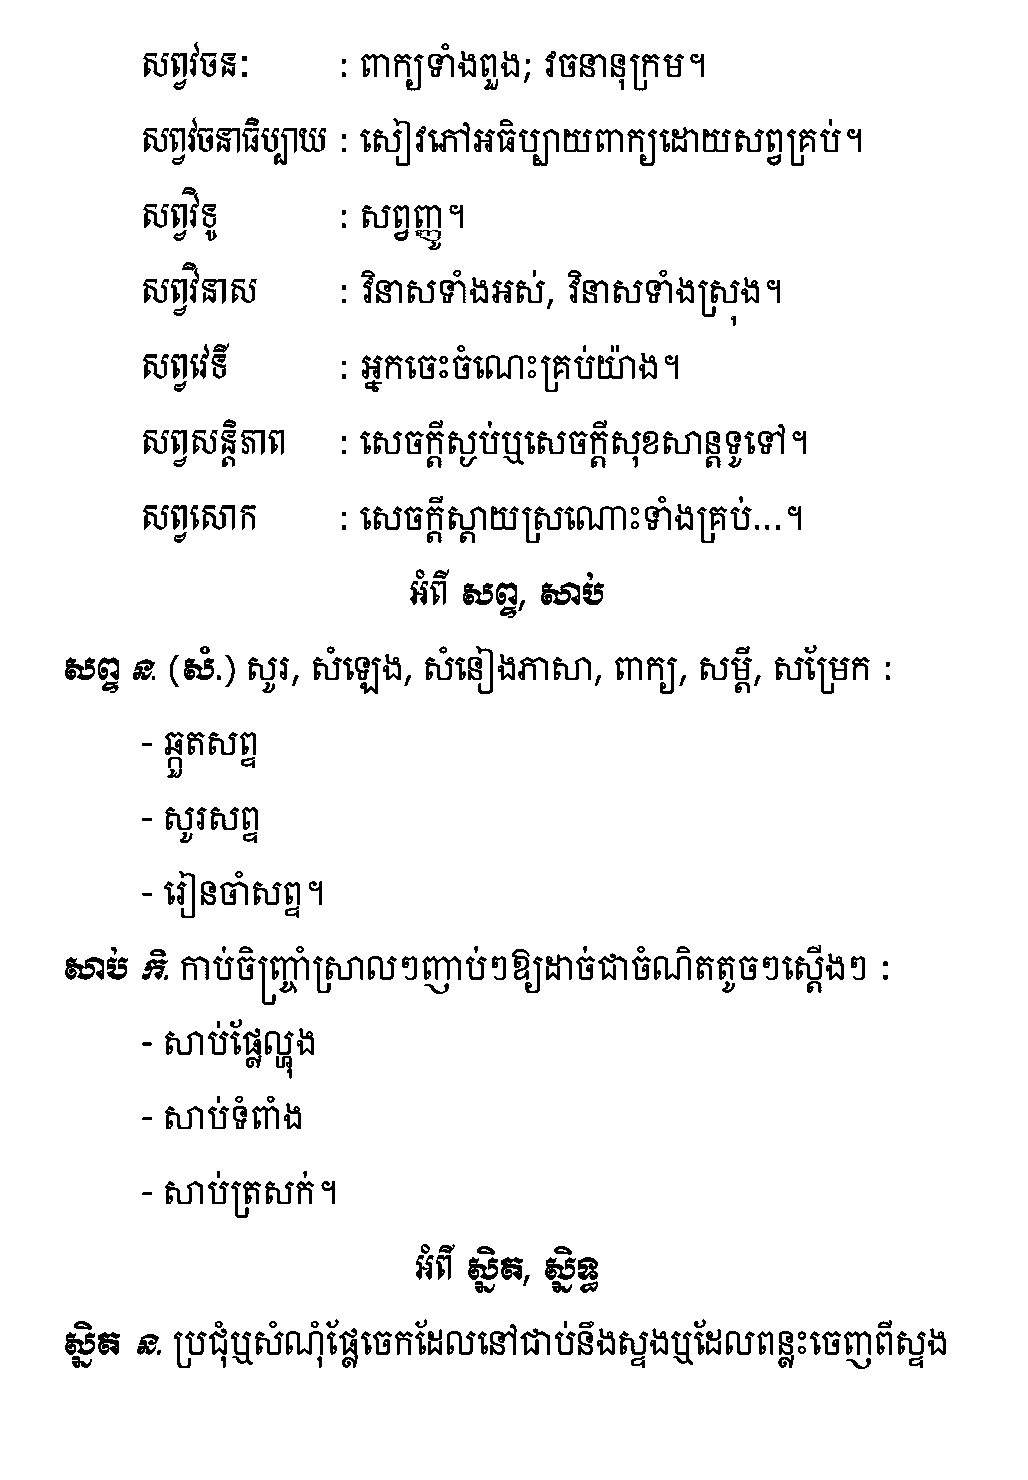 សព្វវចនៈ : ពាក្យទាំងពួង; វចនានុក្រម។
សព្វវចនាធិប្បាយ : សៀវភៅអធិប្បាយពាក្យដោយសព្វគ្រប់។
សព្វវិទូ : សព្វញ្ញូ។
សព្វវិនាស : វិនាសទាំងអស់, វិនាសទាំងស្រុង។
សព្វវេទី : អ្នកចេះចំណេះគ្រប់យ៉ាង។
សព្វសន្តិភាព : សេចក្តីស្ងប់ឬសេចក្តីសុខសាន្តទូទៅ។
សព្វសោក : សេចក្តីស្តាយស្រណោះទាំងគ្រប់...។
អំពី សព្ទ, សាប់
សព្ទ ន. (សំ.) សូរ, សំឡេង, សំនៀងភាសា, ពាក្យ, សម្តី, សម្រែក :
- ឆ្កួតសព្ទ
- សូរសព្ទ
- រៀនចាំសព្ទ។
សាប់ កិ. កាប់ចិញ្ច្រាំស្រាលៗញាប់ៗឱ្យដាច់ជាចំណិតតូចៗស្តើងៗ :
- សាប់ផ្លែល្ហុង
- សាប់ទំពាំង
- សាប់ត្រសក់។
អំពី ស្និត, ស្និទ្ធ
ស្និត ន. ប្រជុំឬសំណុំផ្លែចេកដែលនៅជាប់នឹងស្ទងឬដែលពន្លះចេញពីស្ទង